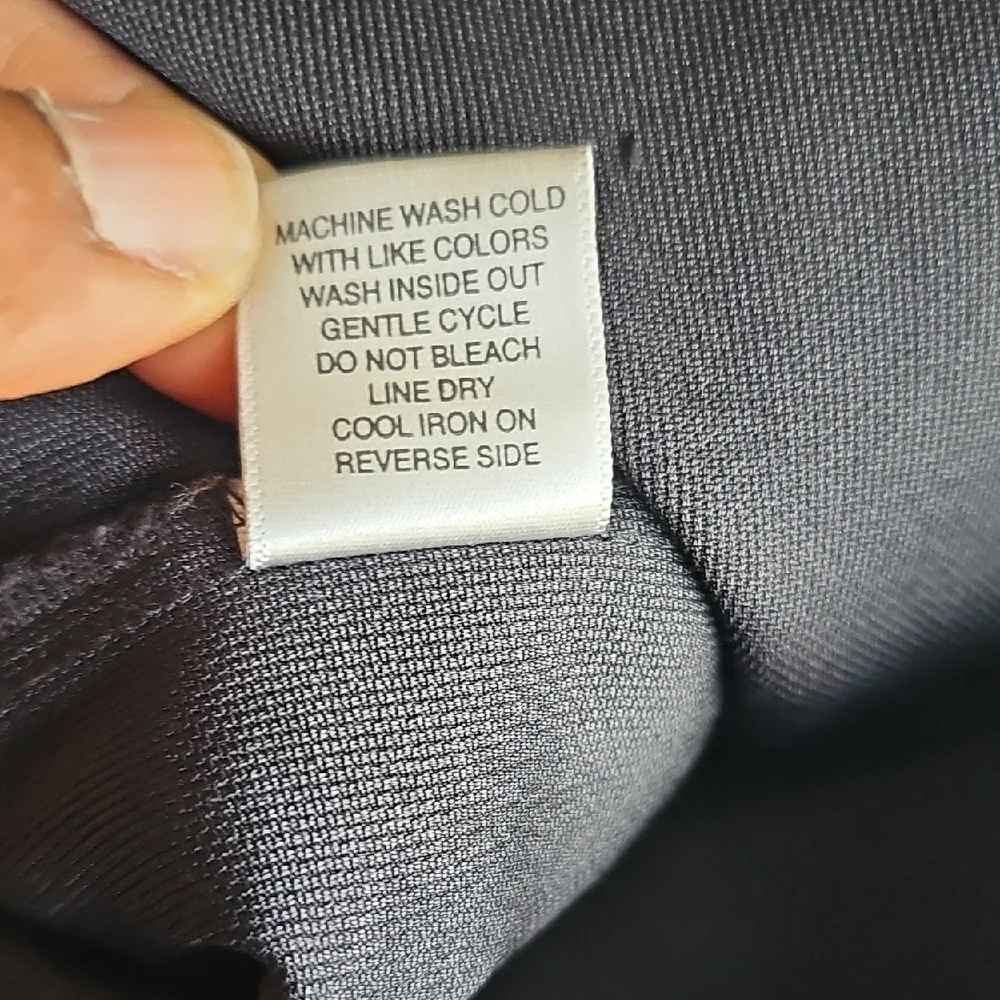 MACHINE WASH COLD
WITH LIKE COLORS
WASH INSIDE OUT
GENTLE CYCLE
DO NOT BLEACH
LINE DRY
COOL IRON ON
REVERSE SIDE